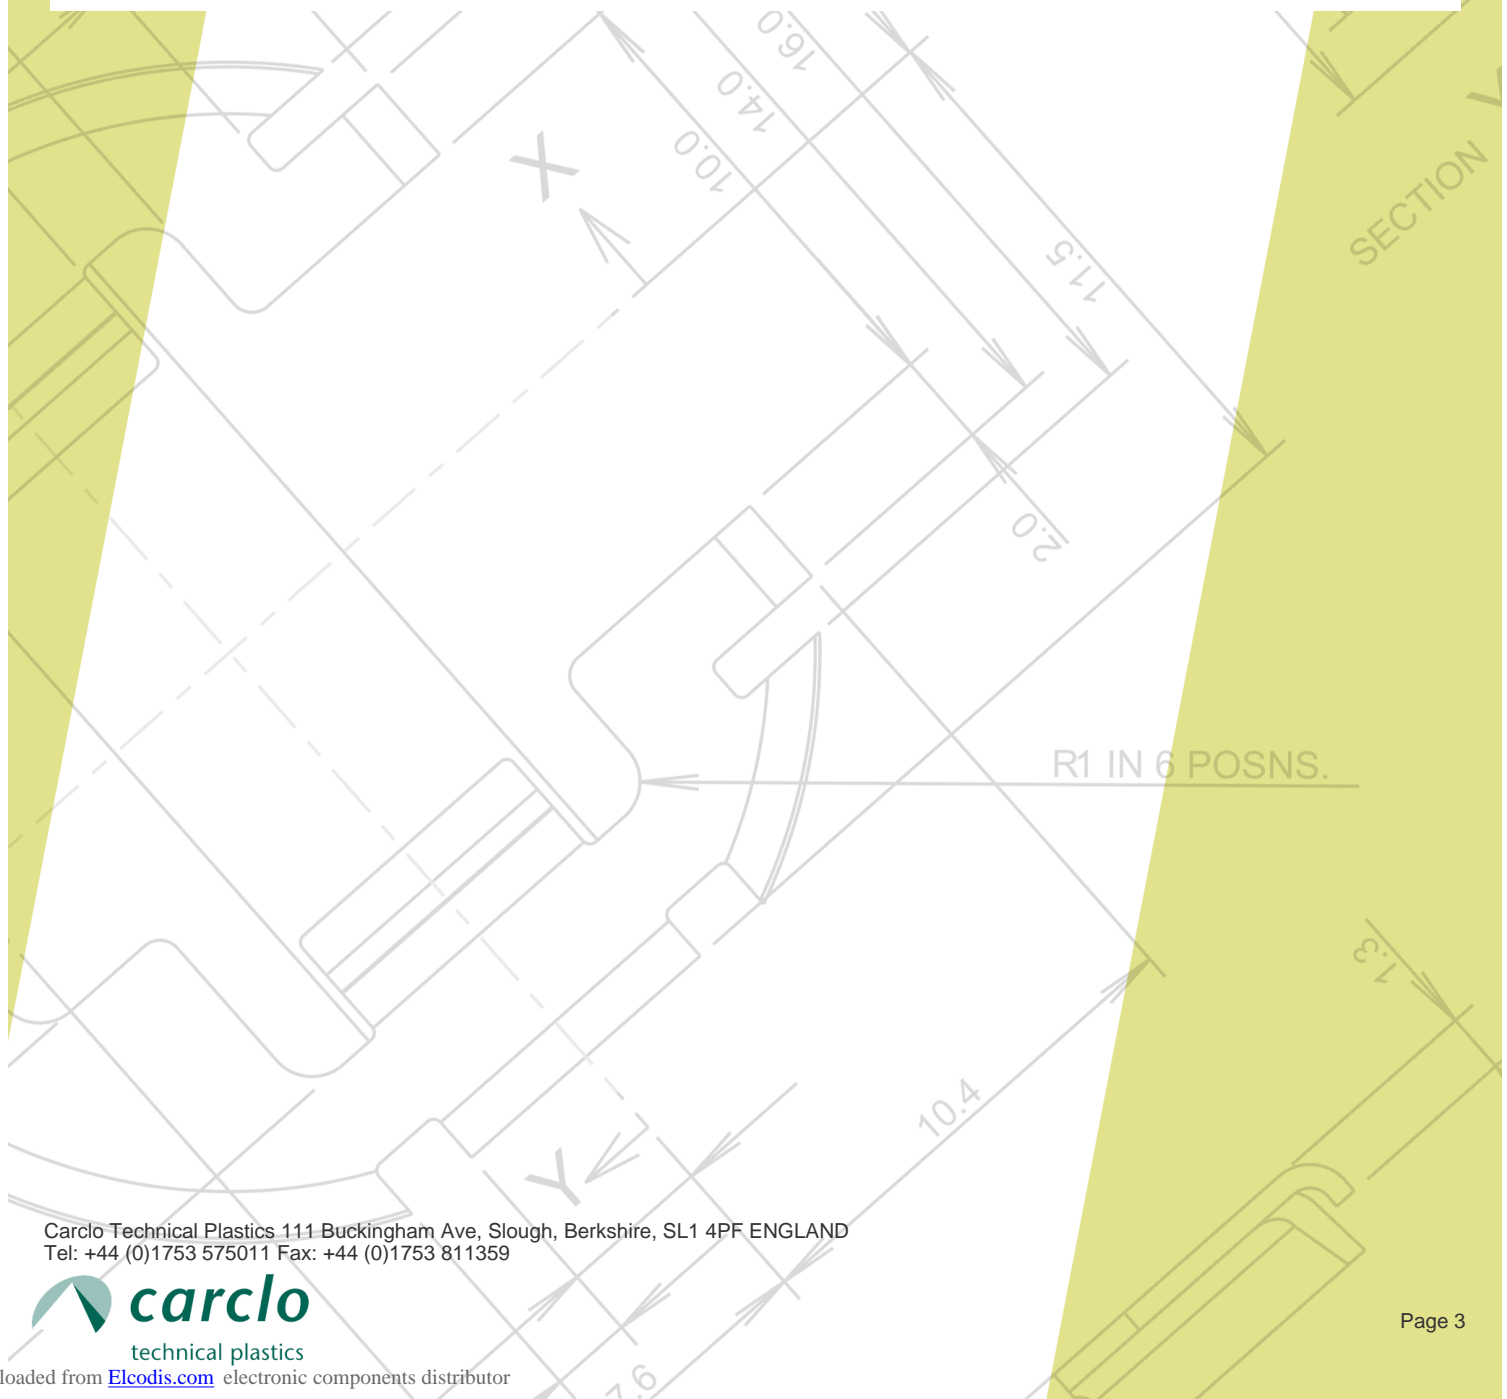 16.0
14.0
10.0
X
11.5
SECTION
2.0
R1 IN 6 POSNS.
1.3
10.4
Y
Carclo Technical Plastics 111 Buckingham Ave, Slough, Berkshire, SL1 4PF ENGLAND
Tel: +44 (0)1753 575011 Fax: +44 (0)1753 811359
carclo
technical plastics
Page 3
loaded from Elcodis.com electronic components distributor
7.6